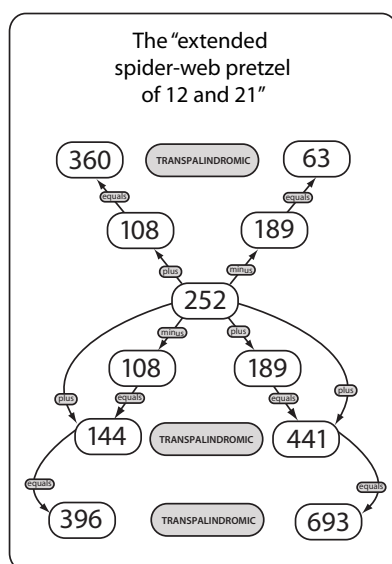 The “extended
spider-web pretzel
of 12 and 21”
360 TRANSPALINDROMIC 63
equals equals
108 189
plus minus
252
minus plus
108 189
plus equals equals plus
144 TRANSPALINDROMIC 441
equals equals
396 TRANSPALINDROMIC 693